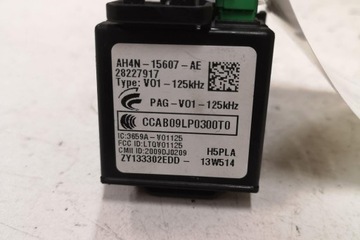 AH4N-15607-AE
28227917
Type: V01-125kHz
PAG-V01-125kHz
CCAB09LP0300T0
IC:3659A-V01125
FCC ID:LTQV01125
H5PLA
CMII ID:2009DJ0209
ZY133302EDD - 13W514